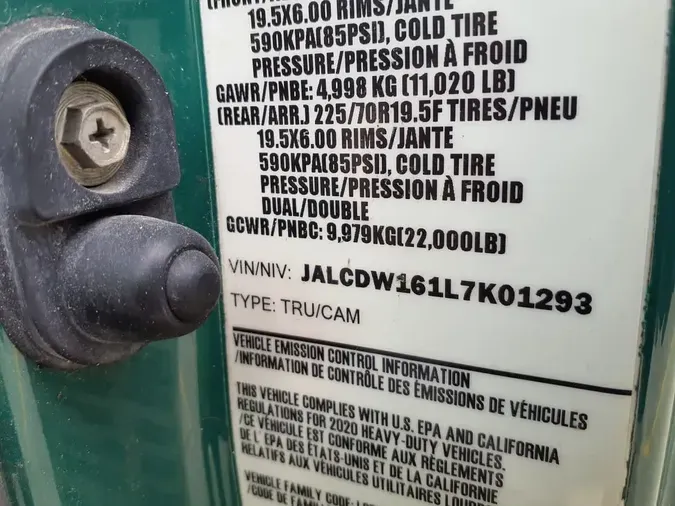 19.5X6.00 RIMS/JANTE
590KPA(85PSI), COLD TIRE
PRESSURE/PRESSION À FROID
GAWR/PNBE: 4,998 KG (11,020 LB)
(REAR/ARR.) 225/70R19.5F TIRES/PNEU
19.5X6.00 RIMS/JANTE
590KPA(85PSI), COLD TIRE
PRESSURE/PRESSION À FROID
DUAL/DOUBLE
GCWR/PNBC: 9,979KG(22,000LB)
VIN/NIV: JALCDW161L7K01293
TYPE: TRU/CAM
VEHICLE EMISSION CONTROL INFORMATION
/INFORMATION DE CONTRÔLE DES ÉMISSIONS DE VÉHICULES
THIS VEHICLE COMPLIES WITH U.S. EPA AND CALIFORNIA
REGULATIONS FOR 2020 HEAVY-DUTY VEHICLES.
/CE VÉHICULE EST CONFORME AUX RÈGLEMENTS
DE L' EPA DES ÉTATS-UNIS ET DE LA CALIFORNIE
RELATIFS AUX VÉHICULES UTILITAIRES
VEHICLE FAMILY CODE:
/CODE DE